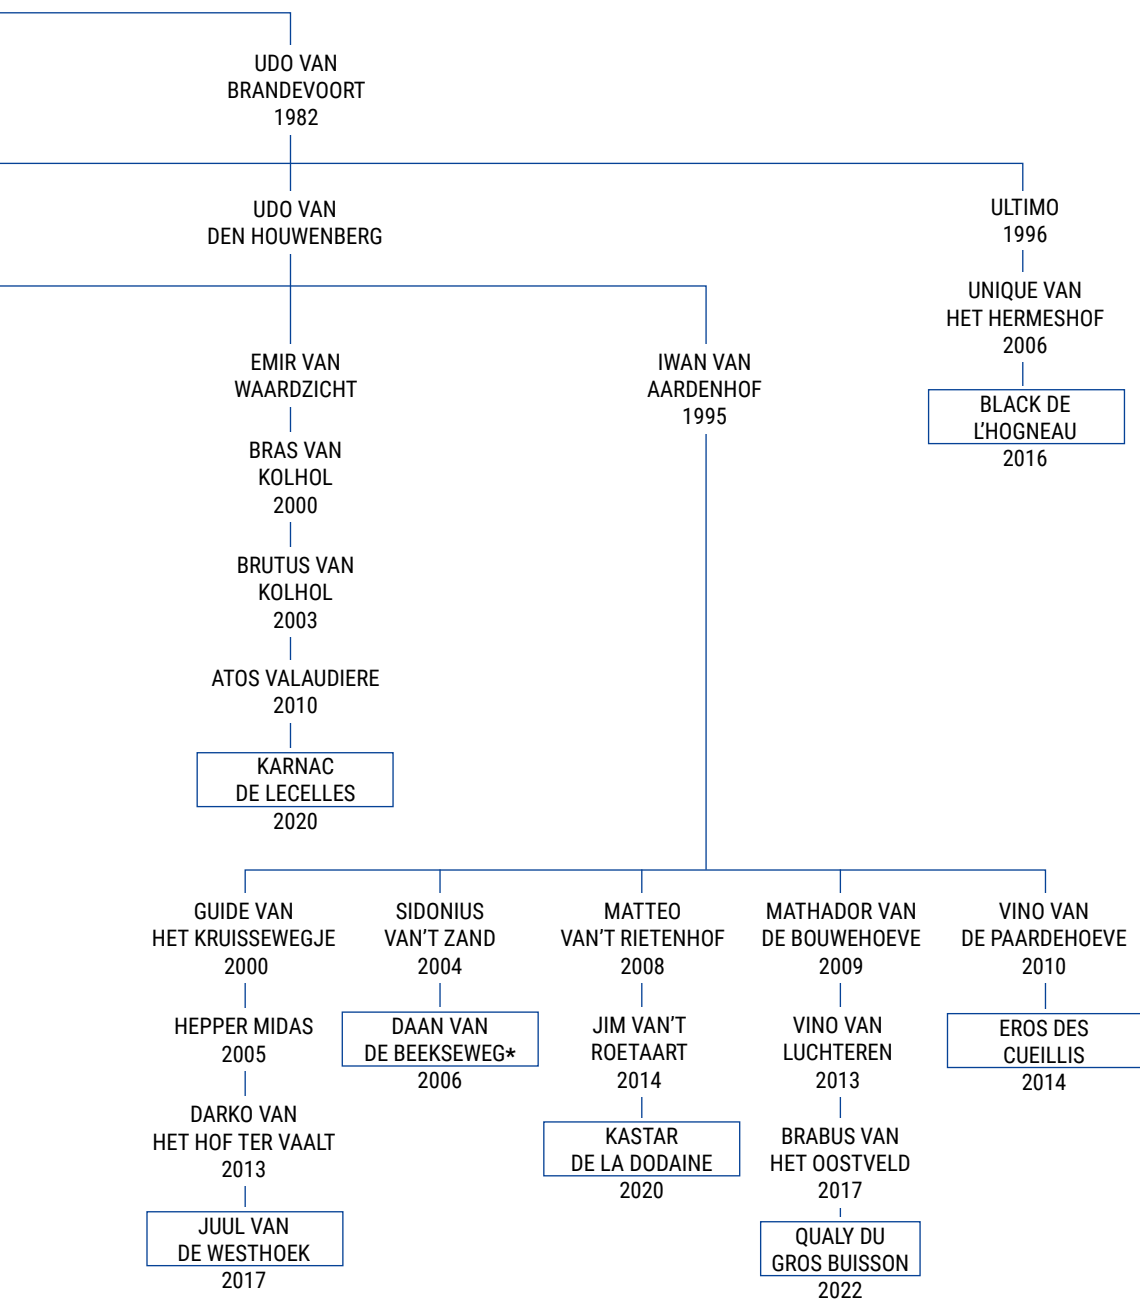 UDO VAN
BRANDEVOORT
1982
UDO VAN
DEN HOUWENBERG
ULTIMO
1996
UNIQUE VAN
HET HERMESHOF
2006
BLACK DE
L'HOGNEAU
2016
EMIR VAN
WAARDZICHT
BRAS VAN
KOLHOL
2000
BRUTUS VAN
KOLHOL
2003
ATOS VALAUDIERE
2010
KARNAC
DE LECELLES
2020
IWAN VAN
AARDENHOF
1995
GUIDE VAN
HET KRUISSEWEGJE
2000
HEPPER MIDAS
2005
DARKO VAN
HET HOF TER VAALT
2013
JUUL VAN
DE WESTHOEK
2017
SIDONIUS
VAN'T ZAND
2004
DAAN VAN
DE BEEKSEWEG*
2006
MATTEO
VAN'T RIETENHOF
2008
JIM VAN'T
ROETAART
2014
KASTAR
DE LA DODAINE
2020
MATHADOR VAN
DE BOUWEHOEVE
2009
VINO VAN
LUCHTEREN
2013
BRABUS VAN
HET OOSTVELD
2017
QUALY DU
GROS BUISSON
2022
VINO VAN
DE PAARDEHOEVE
2010
EROS DES
CUEILLIS
2014